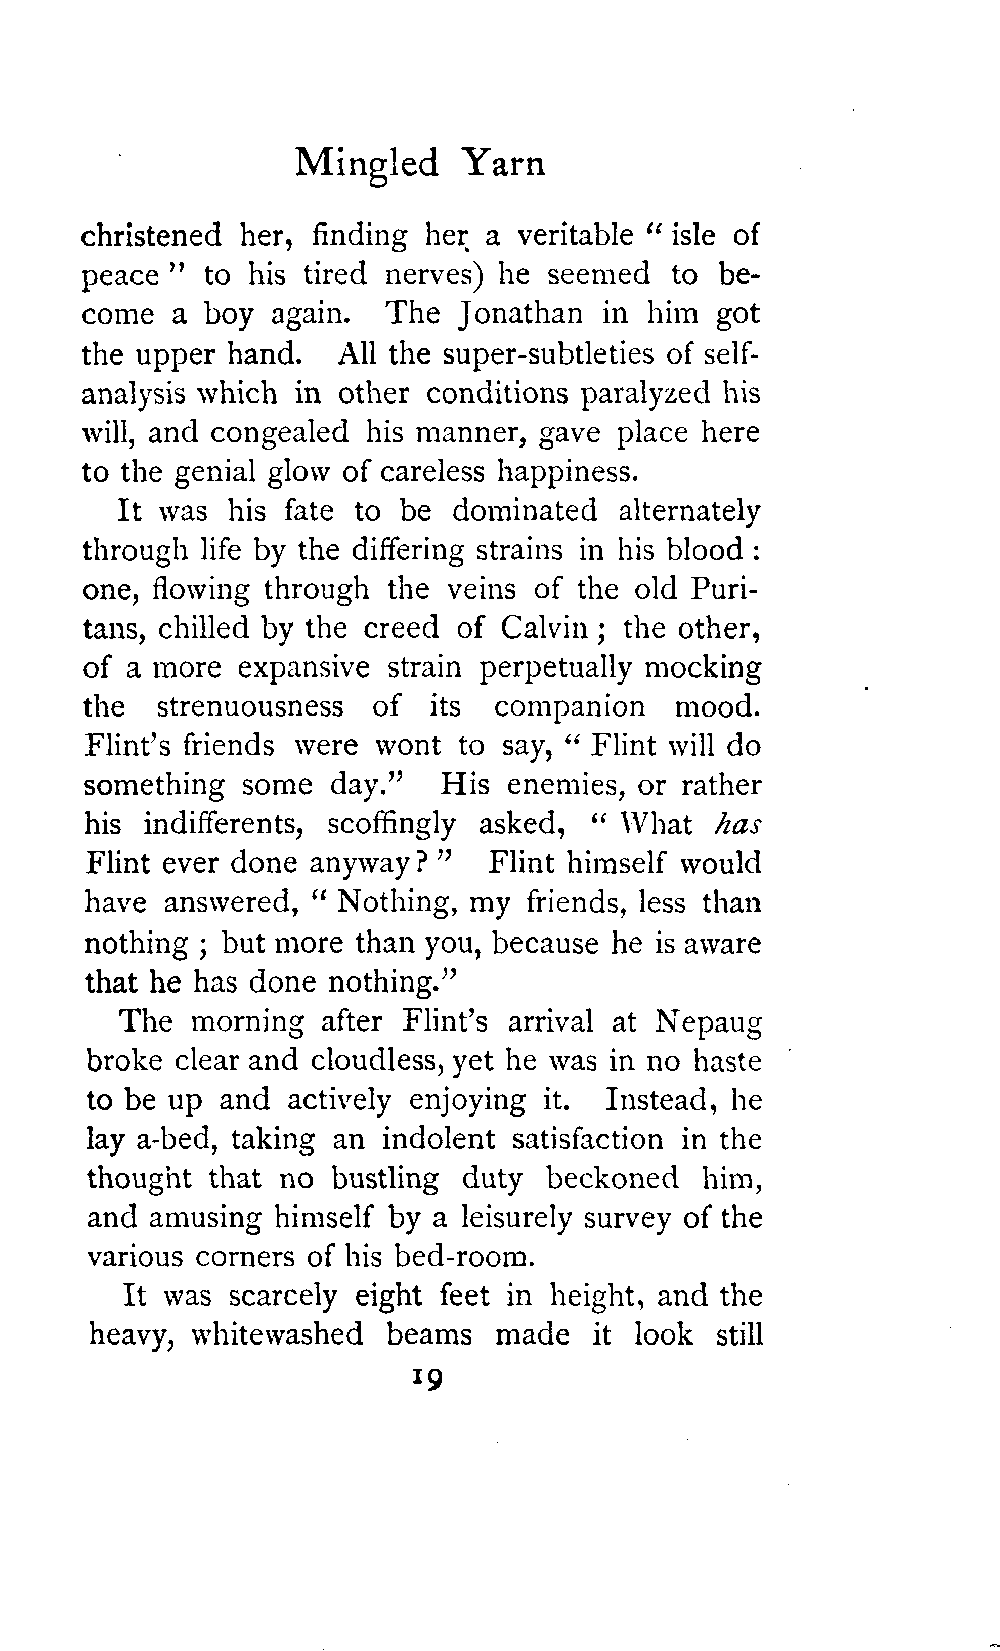 Mingled Yarn
christened her, finding her a veritable “ isle of
peace ” to his tired nerves) he seemed to be-
come a boy again. The Jonathan in him got
the upper hand. All the super-subtleties of self-
analysis which in other conditions paralyzed his
will, and congealed his manner, gave place here
to the genial glow of careless happiness.
It was his fate to be dominated alternately
through life by the differing strains in his blood :
one, flowing through the veins of the old Puri-
tans, chilled by the creed of Calvin ; the other,
of a more expansive strain perpetually mocking
the strenuousness of its companion mood.
Flint’s friends were wont to say, “ Flint will do
something some day.” His enemies, or rather
his indifferents, scoffingly asked, “ What has
Flint ever done anyway? ” Flint himself would
have answered, “ Nothing, my friends, less than
nothing ; but more than you, because he is aware
that he has done nothing.”
The morning after Flint’s arrival at Nepaug
broke clear and cloudless, yet he was in no haste
to be up and actively enjoying it. Instead, he
lay a-bed, taking an indolent satisfaction in the
thought that no bustling duty beckoned him,
and amusing himself by a leisurely survey of the
various corners of his bed-room.
It was scarcely eight feet in height, and the
heavy, whitewashed beams made it look still
19